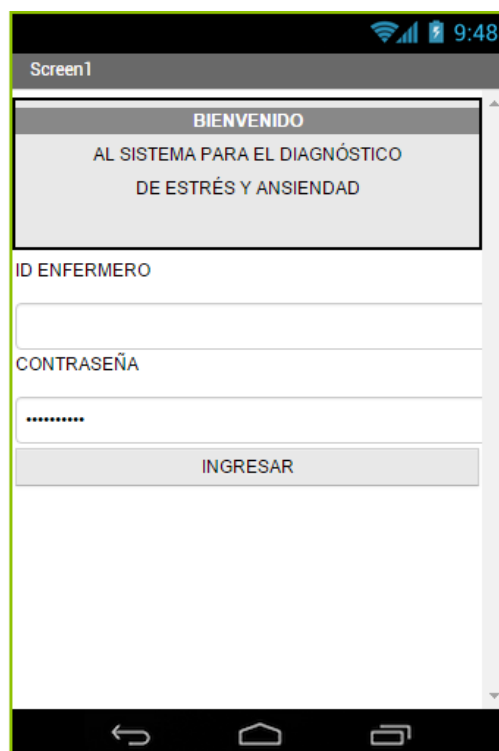 9:48
Screen1
BIENVENIDO
AL SISTEMA PARA EL DIAGNÓSTICO
DE ESTRÉS Y ANSIENDAD
ID ENFERMERO
CONTRASEÑA
••••••••••
INGRESAR